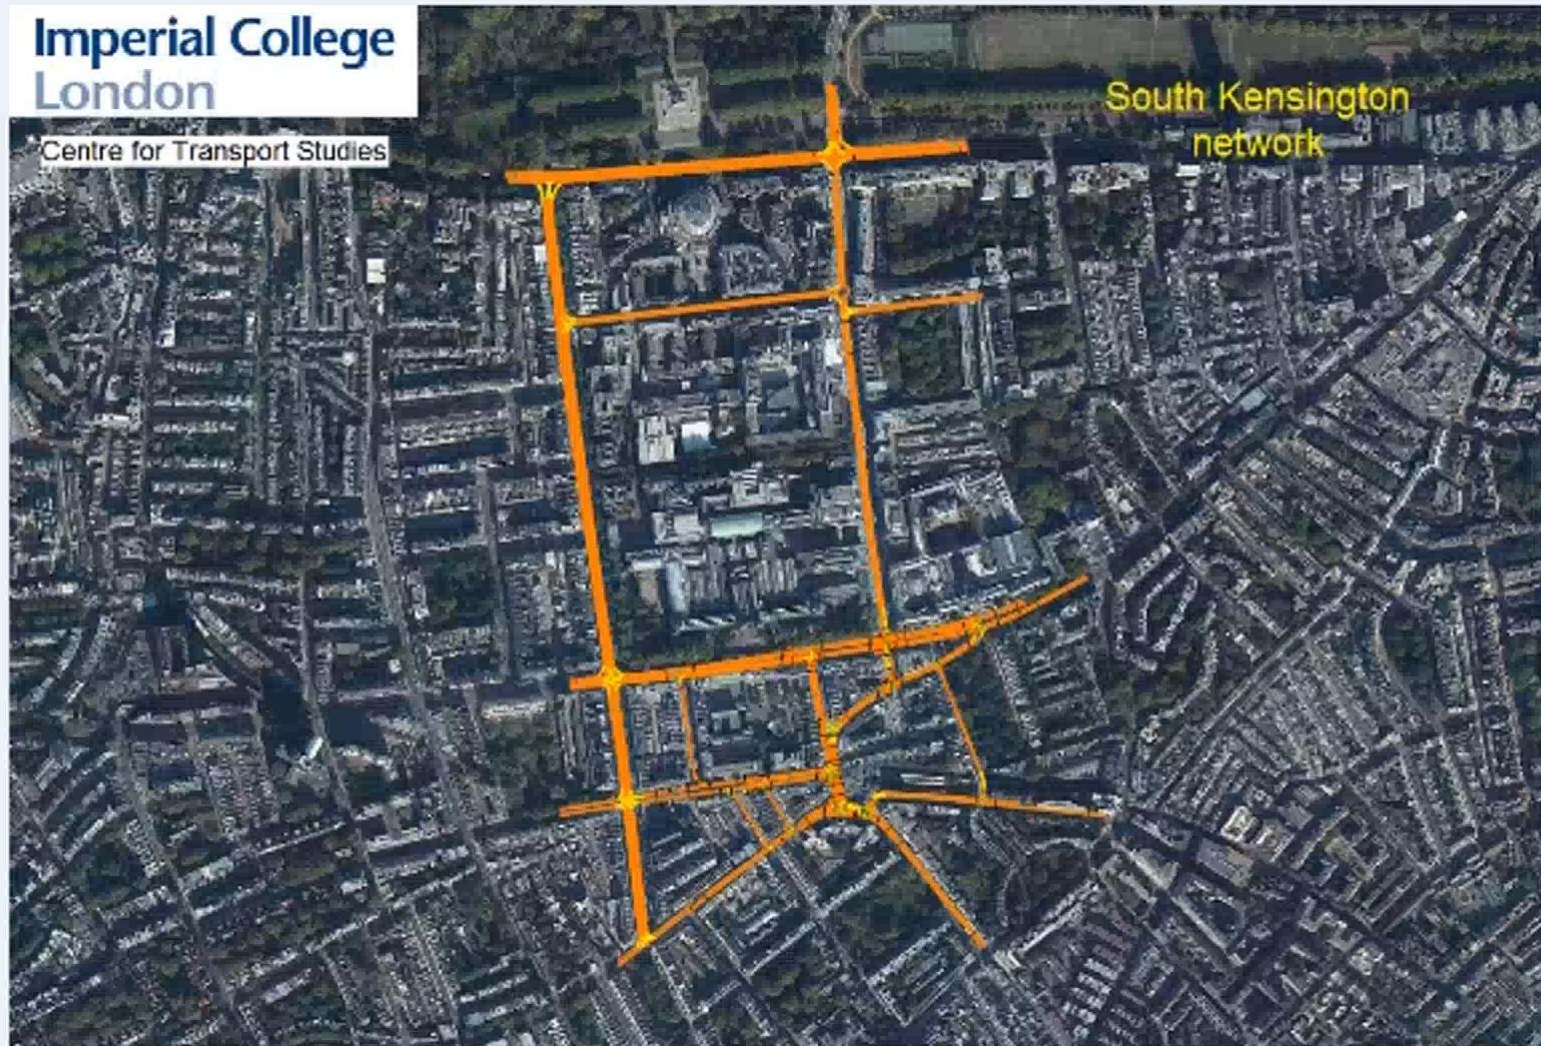 Imperial College
London
Centre for Transport Studies
South Kensington
network